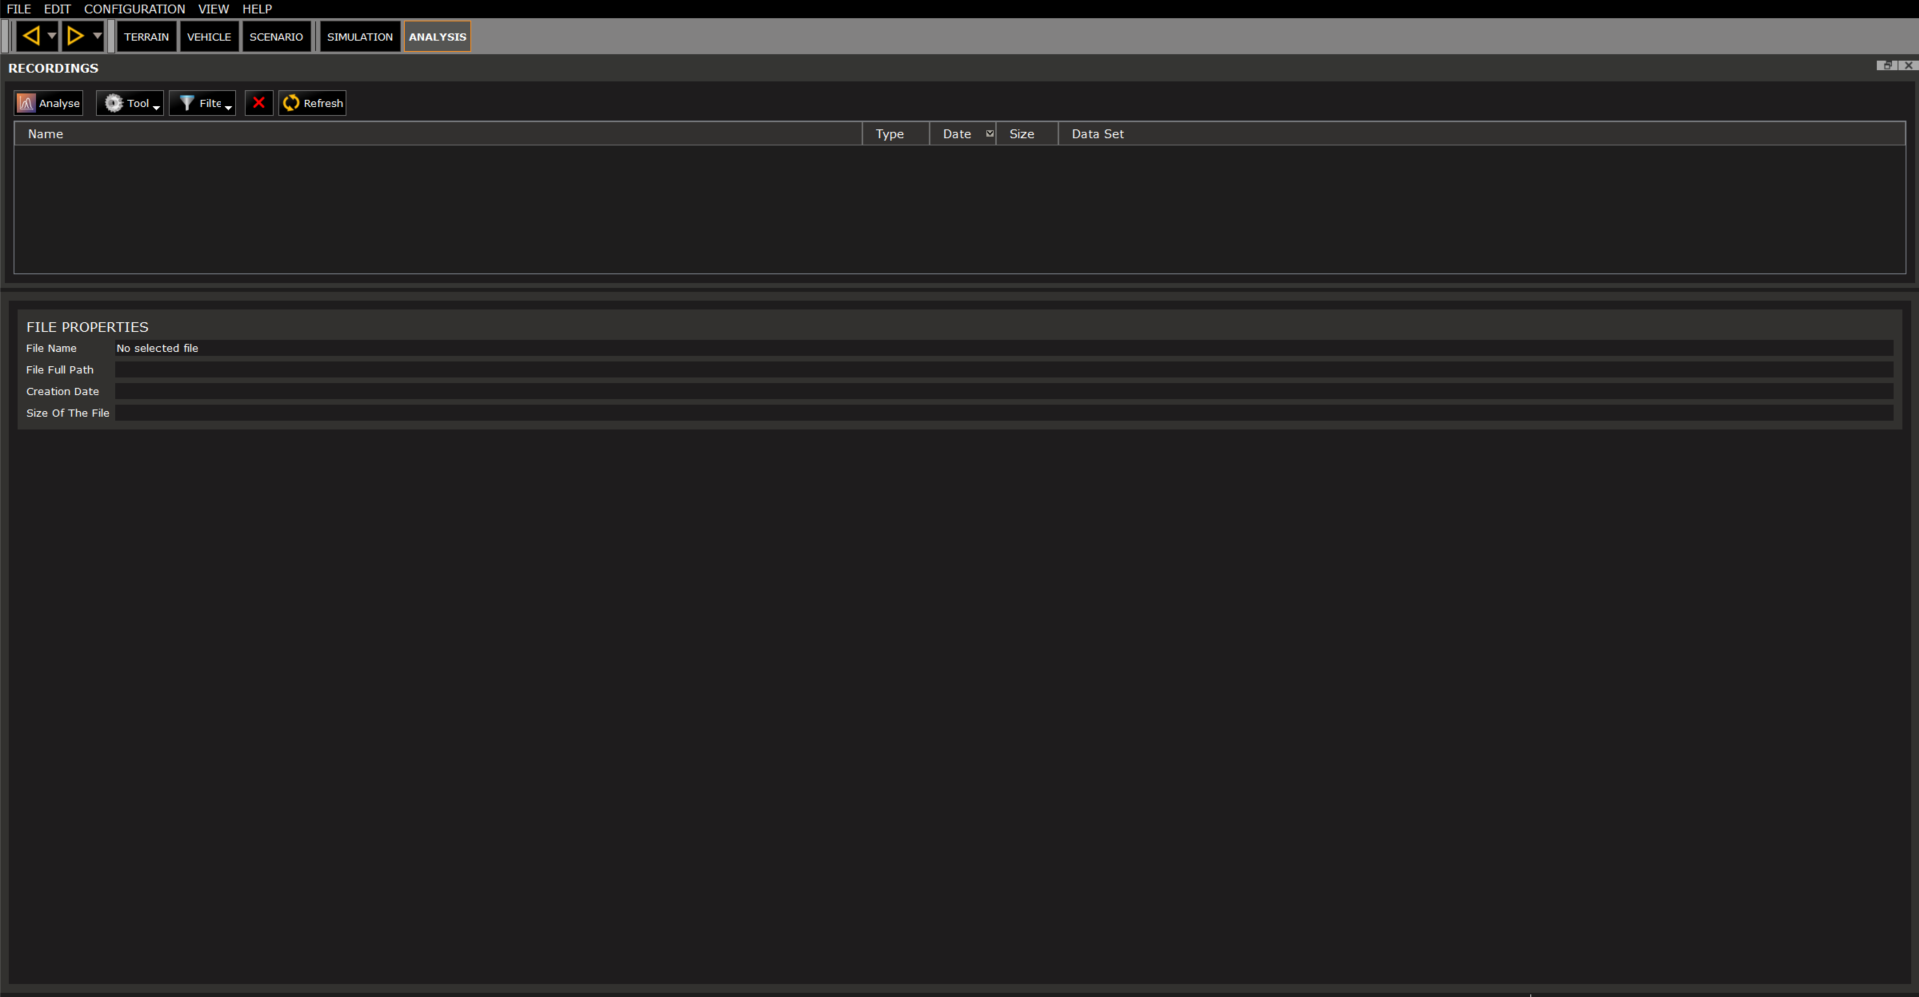 FILE EDIT CONFIGURATION VIEW HELP
TERRAIN VEHICLE SCENARIO SIMULATION ANALYSIS
RECORDINGS
Analyse Tool Filte Refresh
Name Type Date Size Data Set
FILE PROPERTIES
File Name No selected file
File Full Path
Creation Date
Size Of The File